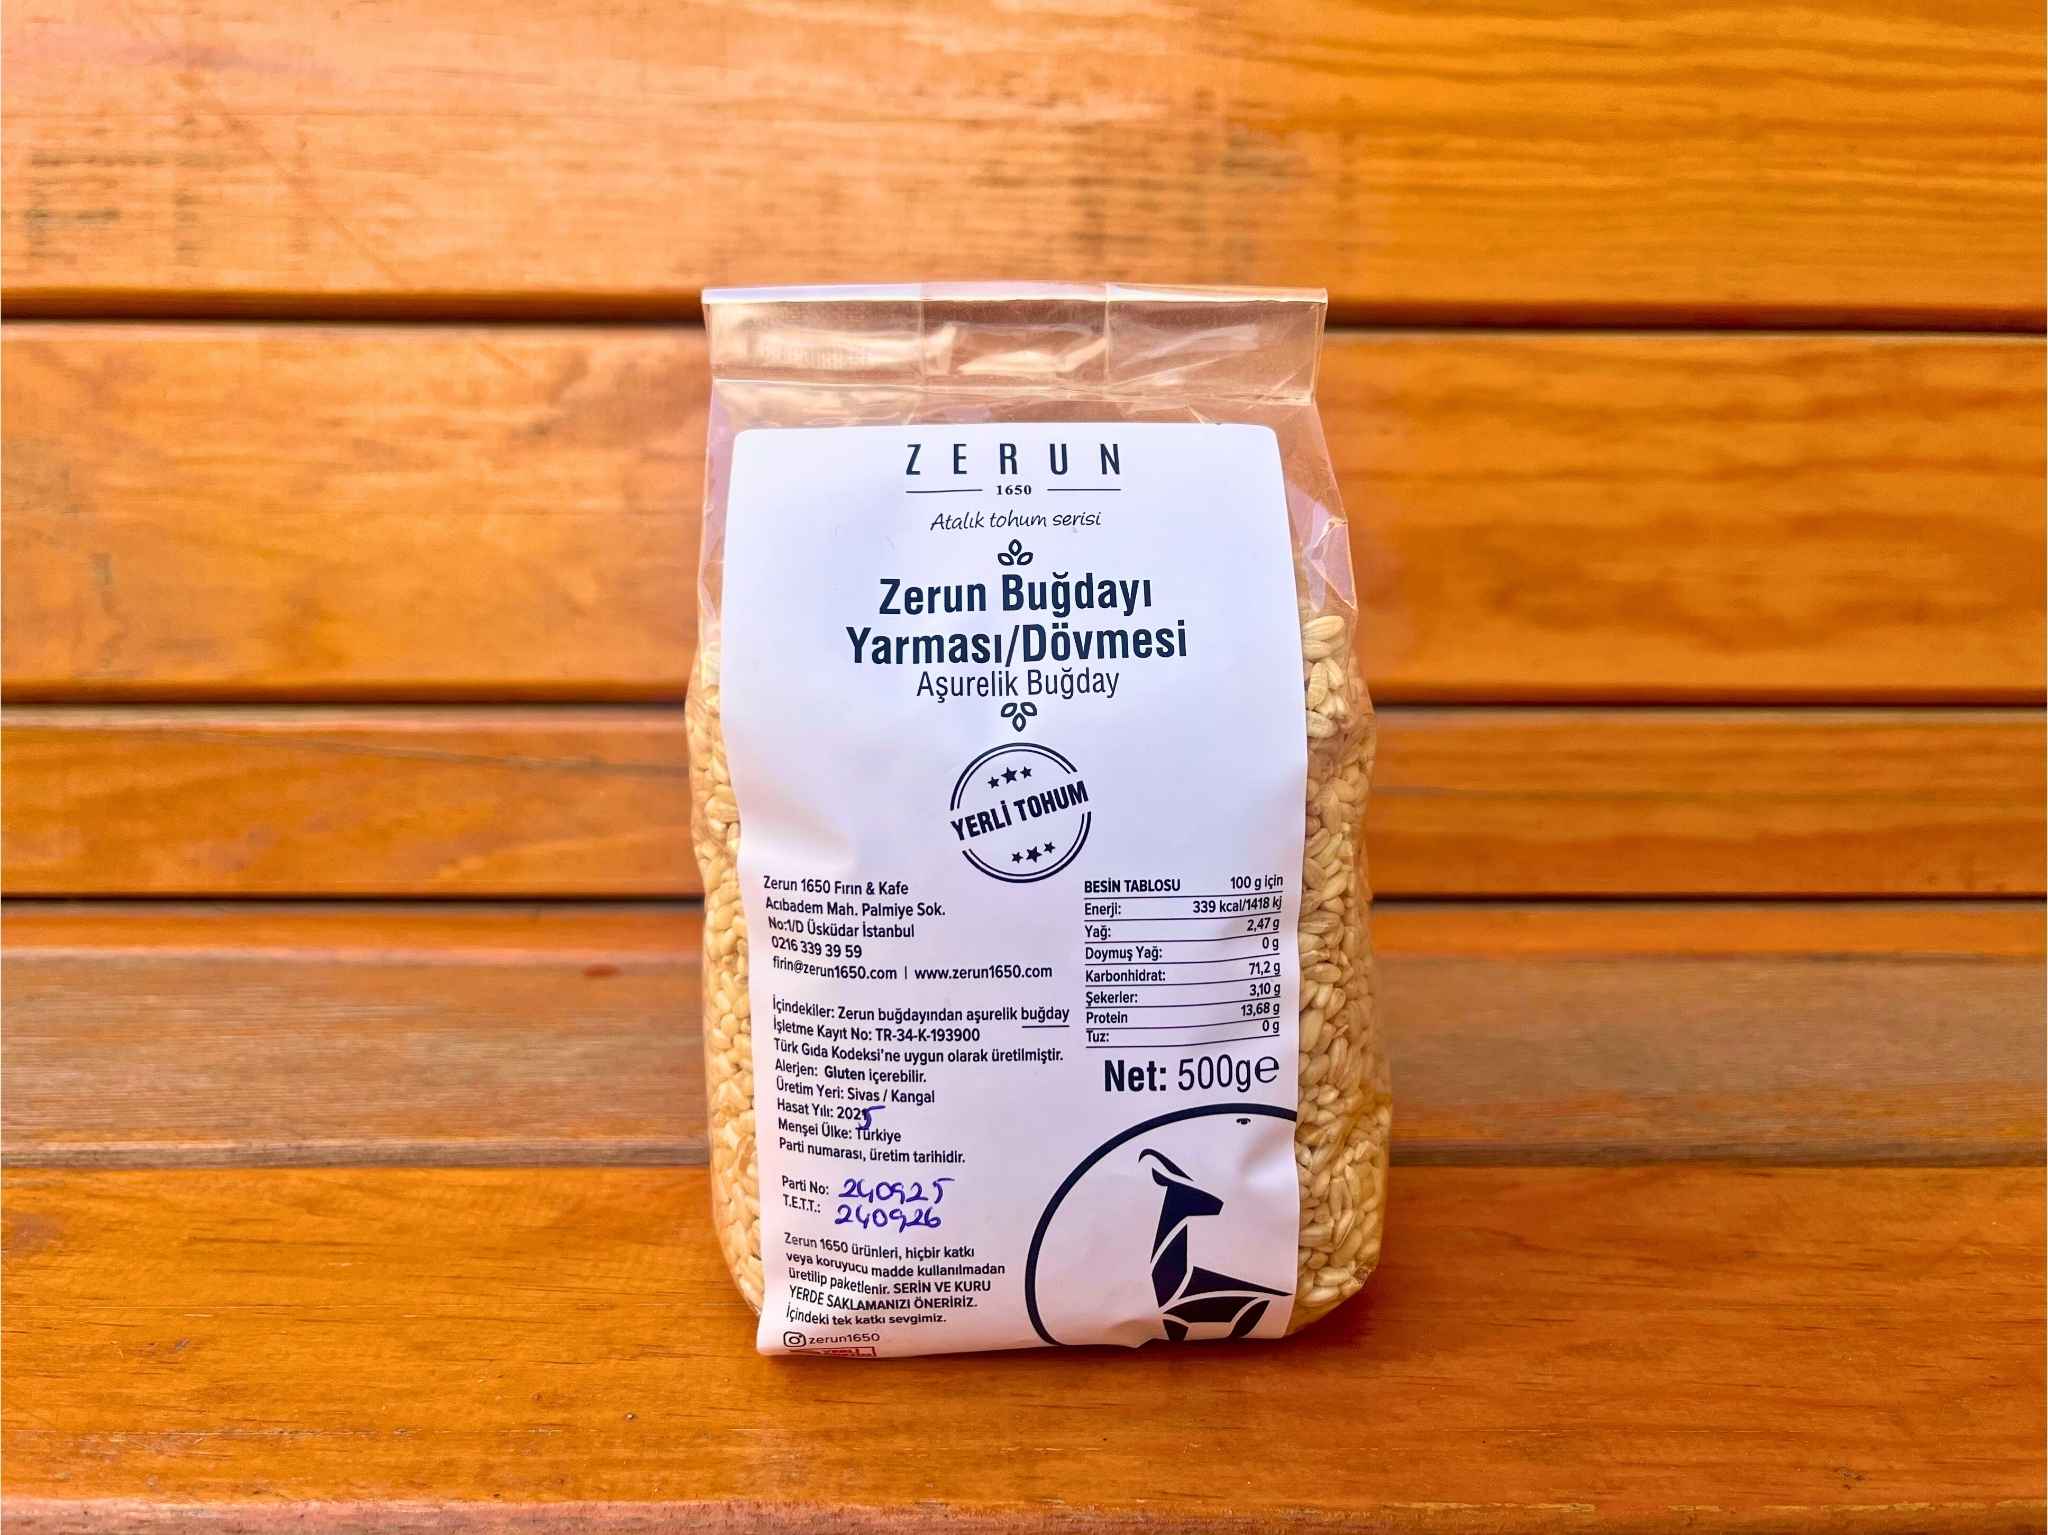 ZERUN
1650
Atalık tohum serisi
Zerun Buğdayı
Yarması/Dövmesi
Aşurelik Buğday
YERLİ TOHUM
Zerun 1650 Fırın & Kafe
Acıbadem Mah. Palmiye Sok.
No:1/D Üsküdar İstanbul
0216 339 39 59
firin@zerun1650.com | www.zerun1650.com
İçindekiler: Zerun buğdayından aşurelik buğday
İşletme Kayıt No: TR-34-K-193900
Türk Gıda Kodeksi'ne uygun olarak üretilmiştir.
Alerjen: Gluten içerebilir.
Üretim Yeri: Sivas / Kangal
Hasat Yılı: 2025
Menşei Ülke: Türkiye
Parti numarası, üretim tarihidir.
Parti No: 240925
T.E.T.T.: 240926
Zerun 1650 ürünleri, hiçbir katkı
veya koruyucu madde kullanılmadan
üretilip paketlenir. SERİN VE KURU
YERDE SAKLAMANIZI ÖNERİRİZ.
İçindeki tek katkı sevgimiz.
zerun1650
BESİN TABLOSU 100 g için
Enerji: 339 kcal/1418 kj
Yağ: 2,47 g
Doymuş Yağ: 0 g
Karbonhidrat: 71,2 g
Şekerler: 3,10 g
Protein 13,68 g
Tuz: 0 g
Net: 500g℮